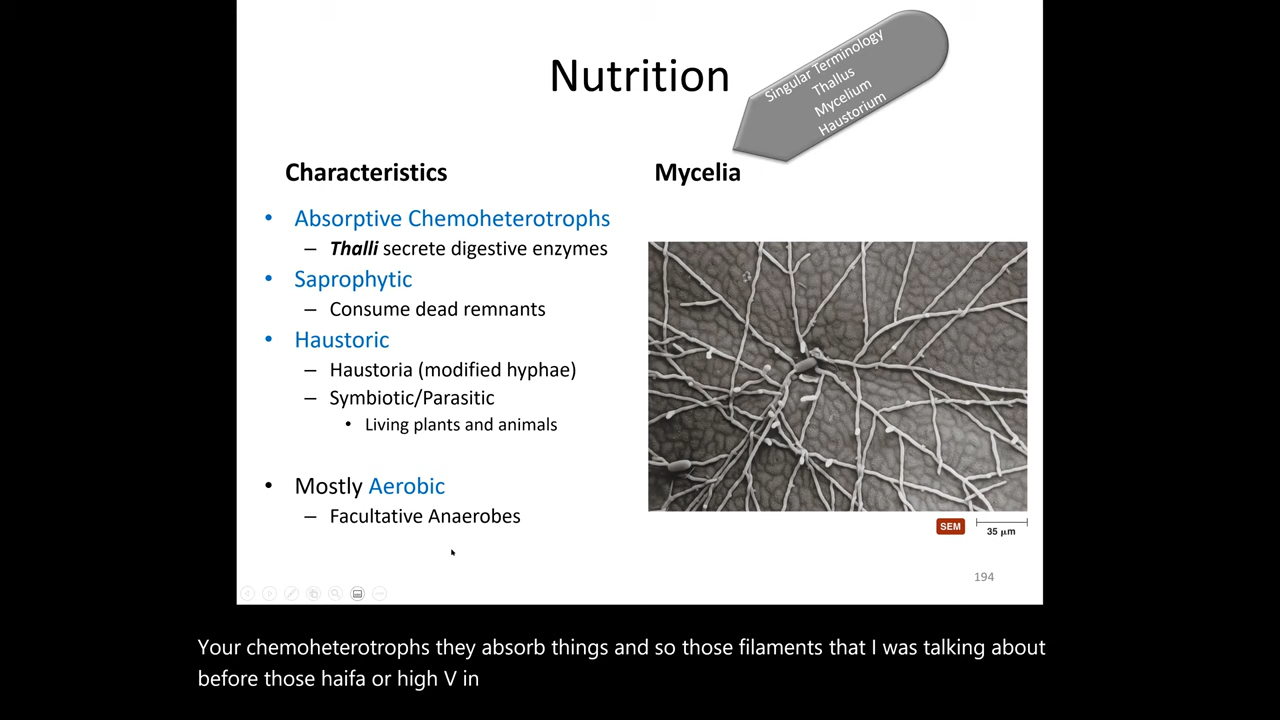 Nutrition
Singular Terminology
Thallus
Mycelium
Haustorium
Characteristics
• Absorptive Chemoheterotrophs
– Thalli secrete digestive enzymes
• Saprophytic
– Consume dead remnants
• Haustoric
– Haustoria (modified hyphae)
– Symbiotic/Parasitic
• Living plants and animals
• Mostly Aerobic
– Facultative Anaerobes
Mycelia
SEM
35 μm
194
Your chemoheterotrophs they absorb things and so those filaments that I was talking about
before those haifa or high V in